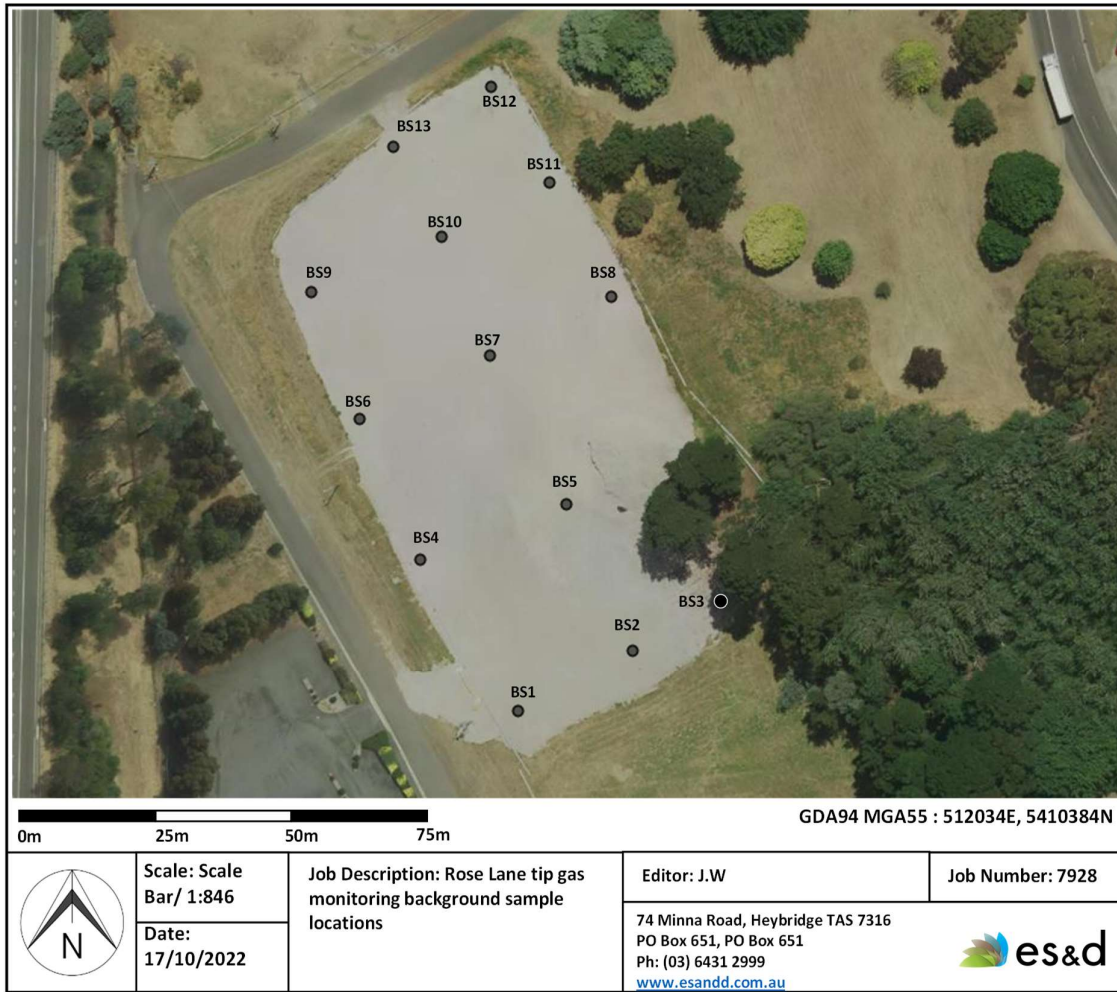 BS12
BS13
BS11
BS10
BS9
BS8
BS7
BS6
BS5
BS4
BS3
BS2
BS1
0m 25m 50m 75m
GDA94 MGA55 : 512034E, 5410384N
N
Scale: Scale
Bar/ 1:846
Date:
17/10/2022
Job Description: Rose Lane tip gas
monitoring background sample
locations
Editor: J.W
Job Number: 7928
74 Minna Road, Heybridge TAS 7316
PO Box 651, PO Box 651
Ph: (03) 6431 2999
www.esandd.com.au
es&d